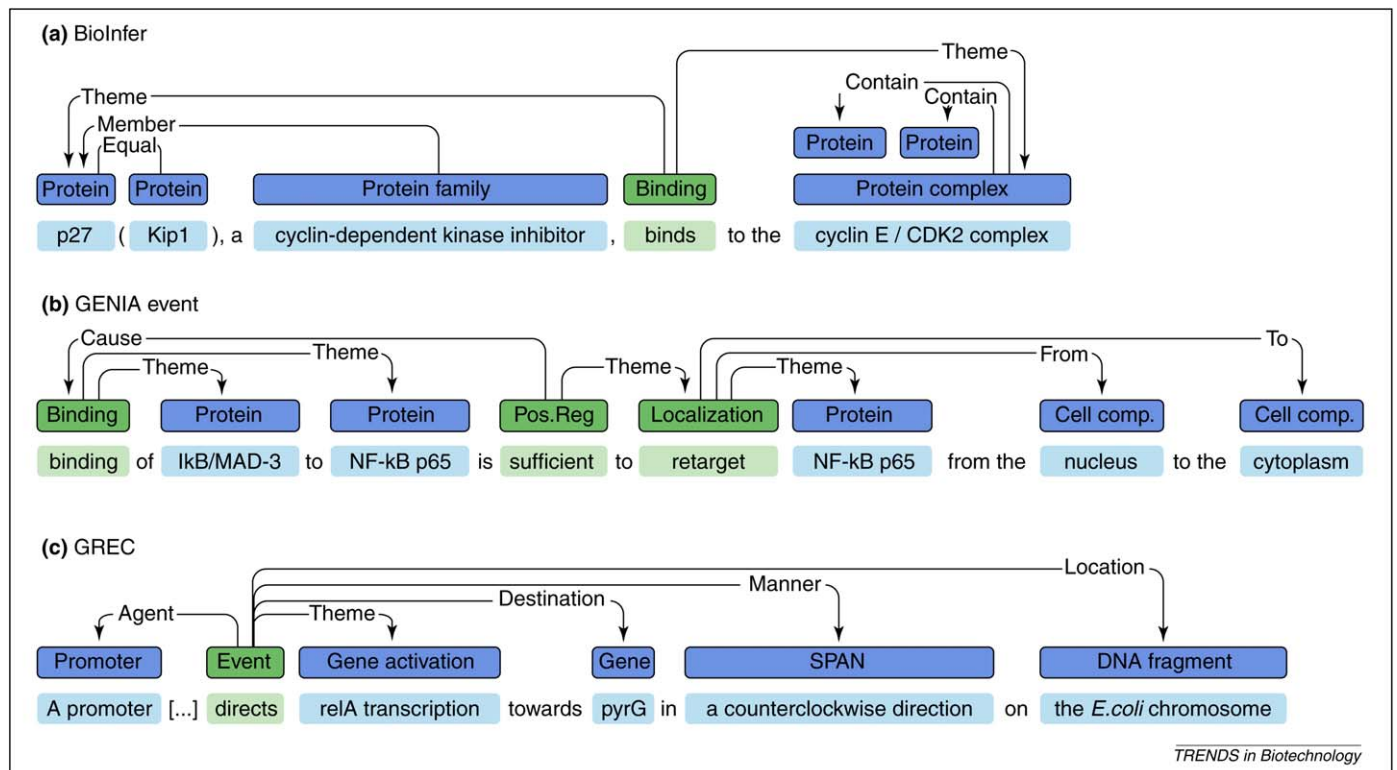 (a) BioInfer
Theme
Theme
Contain
Contain
Member
Equal
Protein Protein
Protein Protein Protein family Binding Protein complex
p27 ( Kip1 ), a cyclin-dependent kinase inhibitor , binds to the cyclin E / CDK2 complex
(b) GENIA event
Cause To
Theme From
Theme Theme Theme
Binding Protein Protein Pos.Reg Localization Protein Cell comp. Cell comp.
binding of IkB/MAD-3 to NF-kB p65 is sufficient to retarget NF-kB p65 from the nucleus to the cytoplasm
(c) GREC
Location
Manner
Destination
Agent Theme
Promoter Event Gene activation Gene SPAN DNA fragment
A promoter [...] directs relA transcription towards pyrG in a counterclockwise direction on the E.coli chromosome
TRENDS in Biotechnology